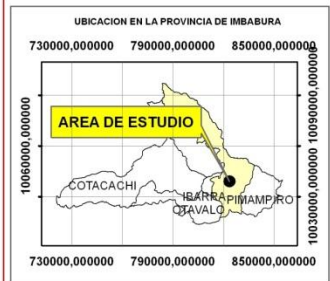 UBICACION EN LA PROVINCIA DE IMBABURA
730000,000000 790000,000000 850000,000000
10060000,000000
10090000,000000
10030000,000000
AREA DE ESTUDIO
COTACACHI
IBARRA
PIMAMPIRO
OTAVALO
730000,000000 790000,000000 850000,000000